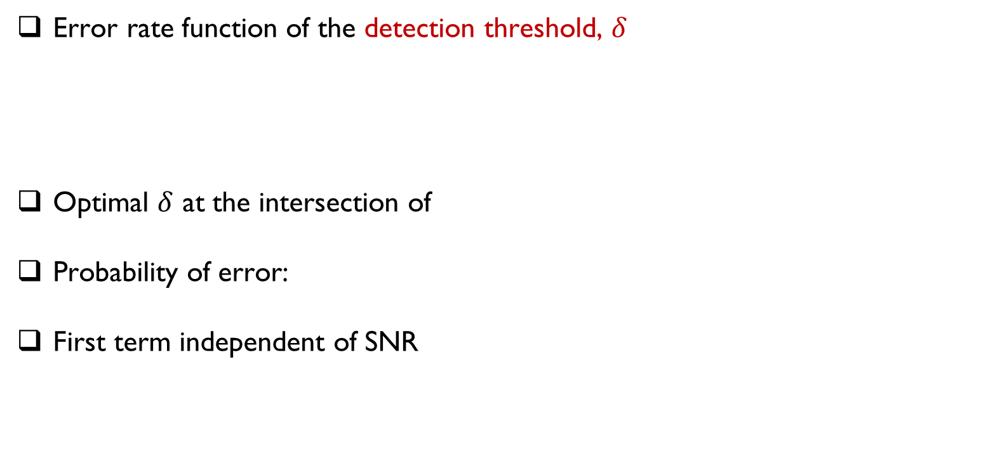 ❑ Error rate function of the detection threshold, δ
❑ Optimal δ at the intersection of
❑ Probability of error:
❑ First term independent of SNR